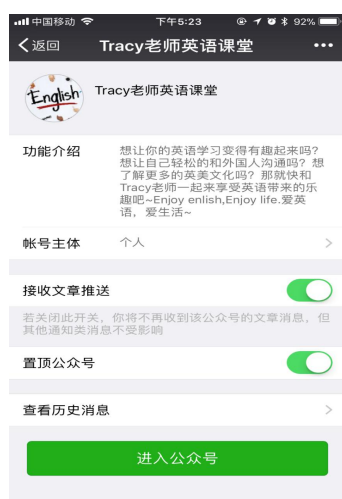 中国移动 下午5:23 92%
返回 Tracy老师英语课堂
English
Tracy老师英语课堂
功能介绍 想让你的英语学习变得有趣起来吗?
想让自己轻松的和外国人沟通吗? 想
了解更多的英美文化吗? 那就快和
Tracy老师一起来享受英语带来的乐
趣吧~Enjoy enlish,Enjoy life.爱英
语, 爱生活~
帐号主体 个人
接收文章推送
若关闭此开关, 你将不再收到该公众号的文章消息, 但
其他通知类消息不受影响
置顶公众号
查看历史消息
进入公众号